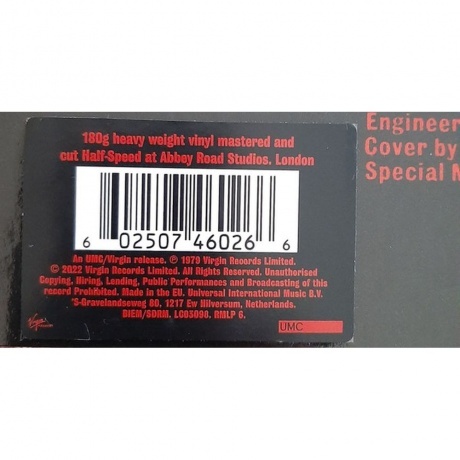 180g heavy weight vinyl mastered and
cut Half-Speed at Abbey Road Studios. London
6 02507 46026 6
An UMC/Virgin release. ℗ 1979 Virgin Records Limited.
© 2022 Virgin Records Limited. All Rights Reserved. Unauthorised
Copying, Hiring, Lending, Public Performances and Broadcasting of this
record Prohibited. Made in the EU. Universal International Music B.V.
'S-Gravelandseweg 80, 1217 Ew Hilversum, Netherlands.
BIEM/SDRM, LC03098, RMLP 6.
Virgin
UMC
Engineer
Cover by
Special